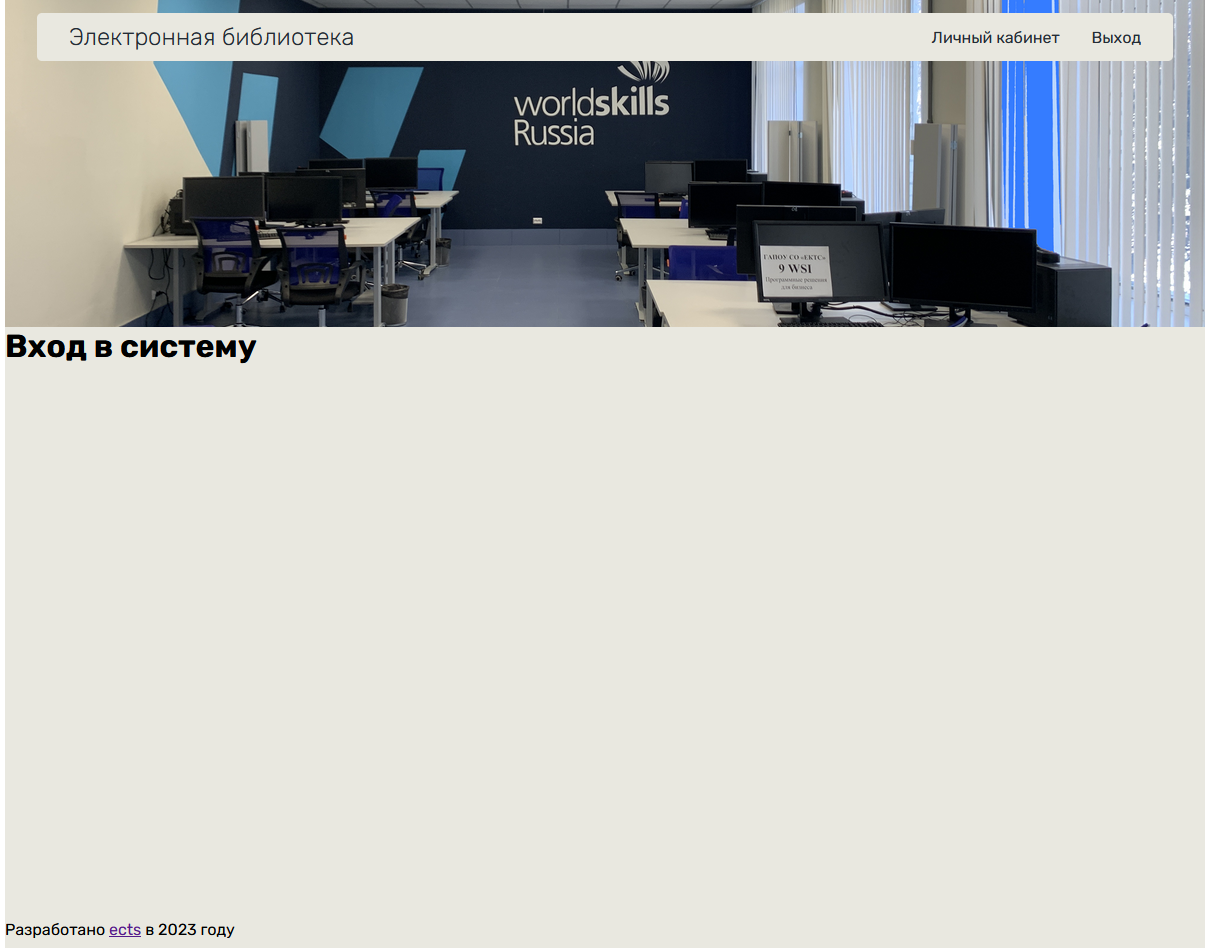 Электронная библиотека
Личный кабинет
Выход
worldskills
Russia
ГАПОУ СО «ЕКТС»
9 WSI
Программные решения
для бизнеса
Вход в систему
Разработано ects в 2023 году